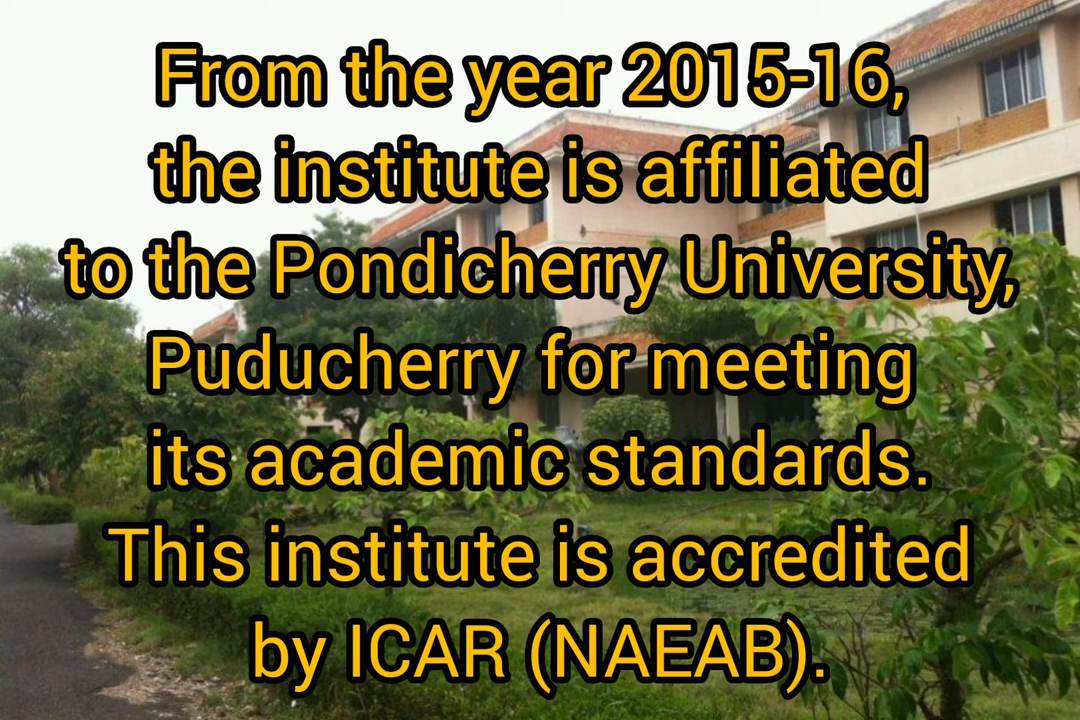 From the year 2015-16,
the institute is affiliated
to the Pondicherry University,
Puducherry for meeting
its academic standards.
This institute is accredited
by ICAR (NAEAB).